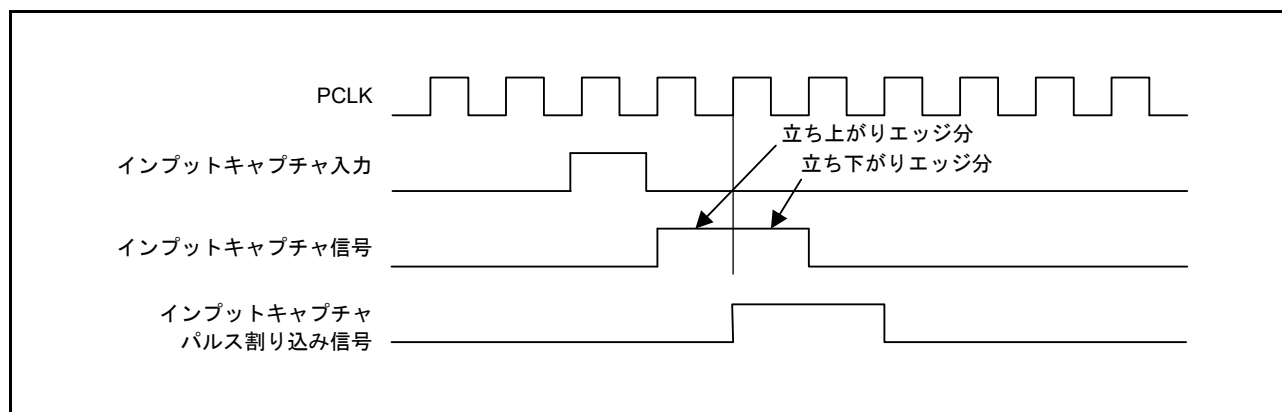 PCLK
立ち上がりエッジ分
立ち下がりエッジ分
インプットキャプチャ入力
インプットキャプチャ信号
インプットキャプチャ
パルス割り込み信号